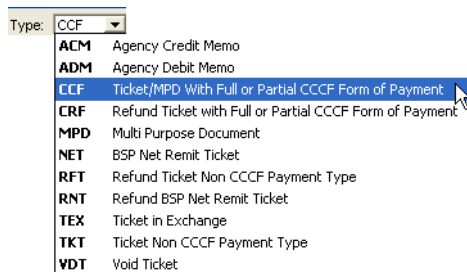 Type: CCF
ACM Agency Credit Memo
ADM Agency Debit Memo
CCF Ticket/MPD With Full or Partial CCCF Form of Payment
CRF Refund Ticket with Full or Partial CCCF Form of Payment
MPD Multi Purpose Document
NET BSP Net Remit Ticket
RFT Refund Ticket Non CCCF Payment Type
RNT Refund BSP Net Remit Ticket
TEX Ticket in Exchange
TKT Ticket Non CCCF Payment Type
VDT Void Ticket